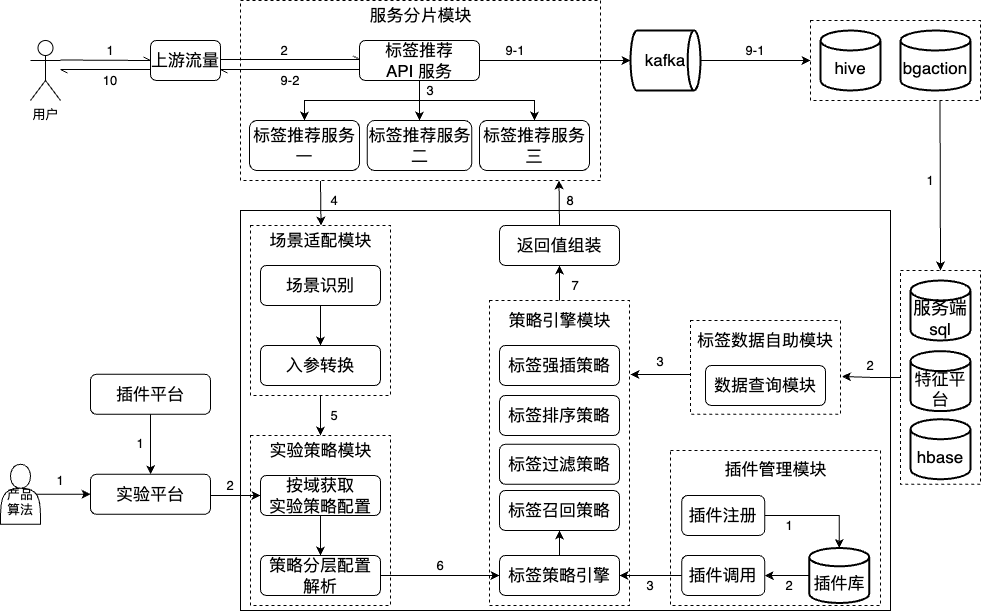 服务分片模块
用户
1
10
上游流量
2
9-2
标签推荐
API 服务
9-1
kafka
9-1
hive
bgaction
3
标签推荐服务
一
标签推荐服务
二
标签推荐服务
三
4
8
1
场景适配模块
场景识别
入参转换
5
返回值组装
7
策略引擎模块
标签强插策略
标签排序策略
标签过滤策略
标签召回策略
标签策略引擎
3
标签数据自助模块
数据查询模块
2
服务端
sql
特征平
台
hbase
插件平台
1
产品
算法
1
实验平台
2
实验策略模块
按域获取
实验策略配置
策略分层配置
解析
6
插件管理模块
插件注册
1
插件调用
2
插件库
3